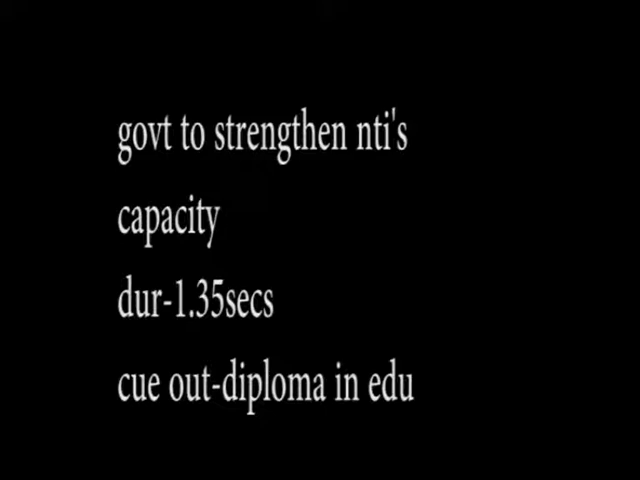 govt to strengthen nti's
capacity
dur-1.35secs
cue out-diploma in edu